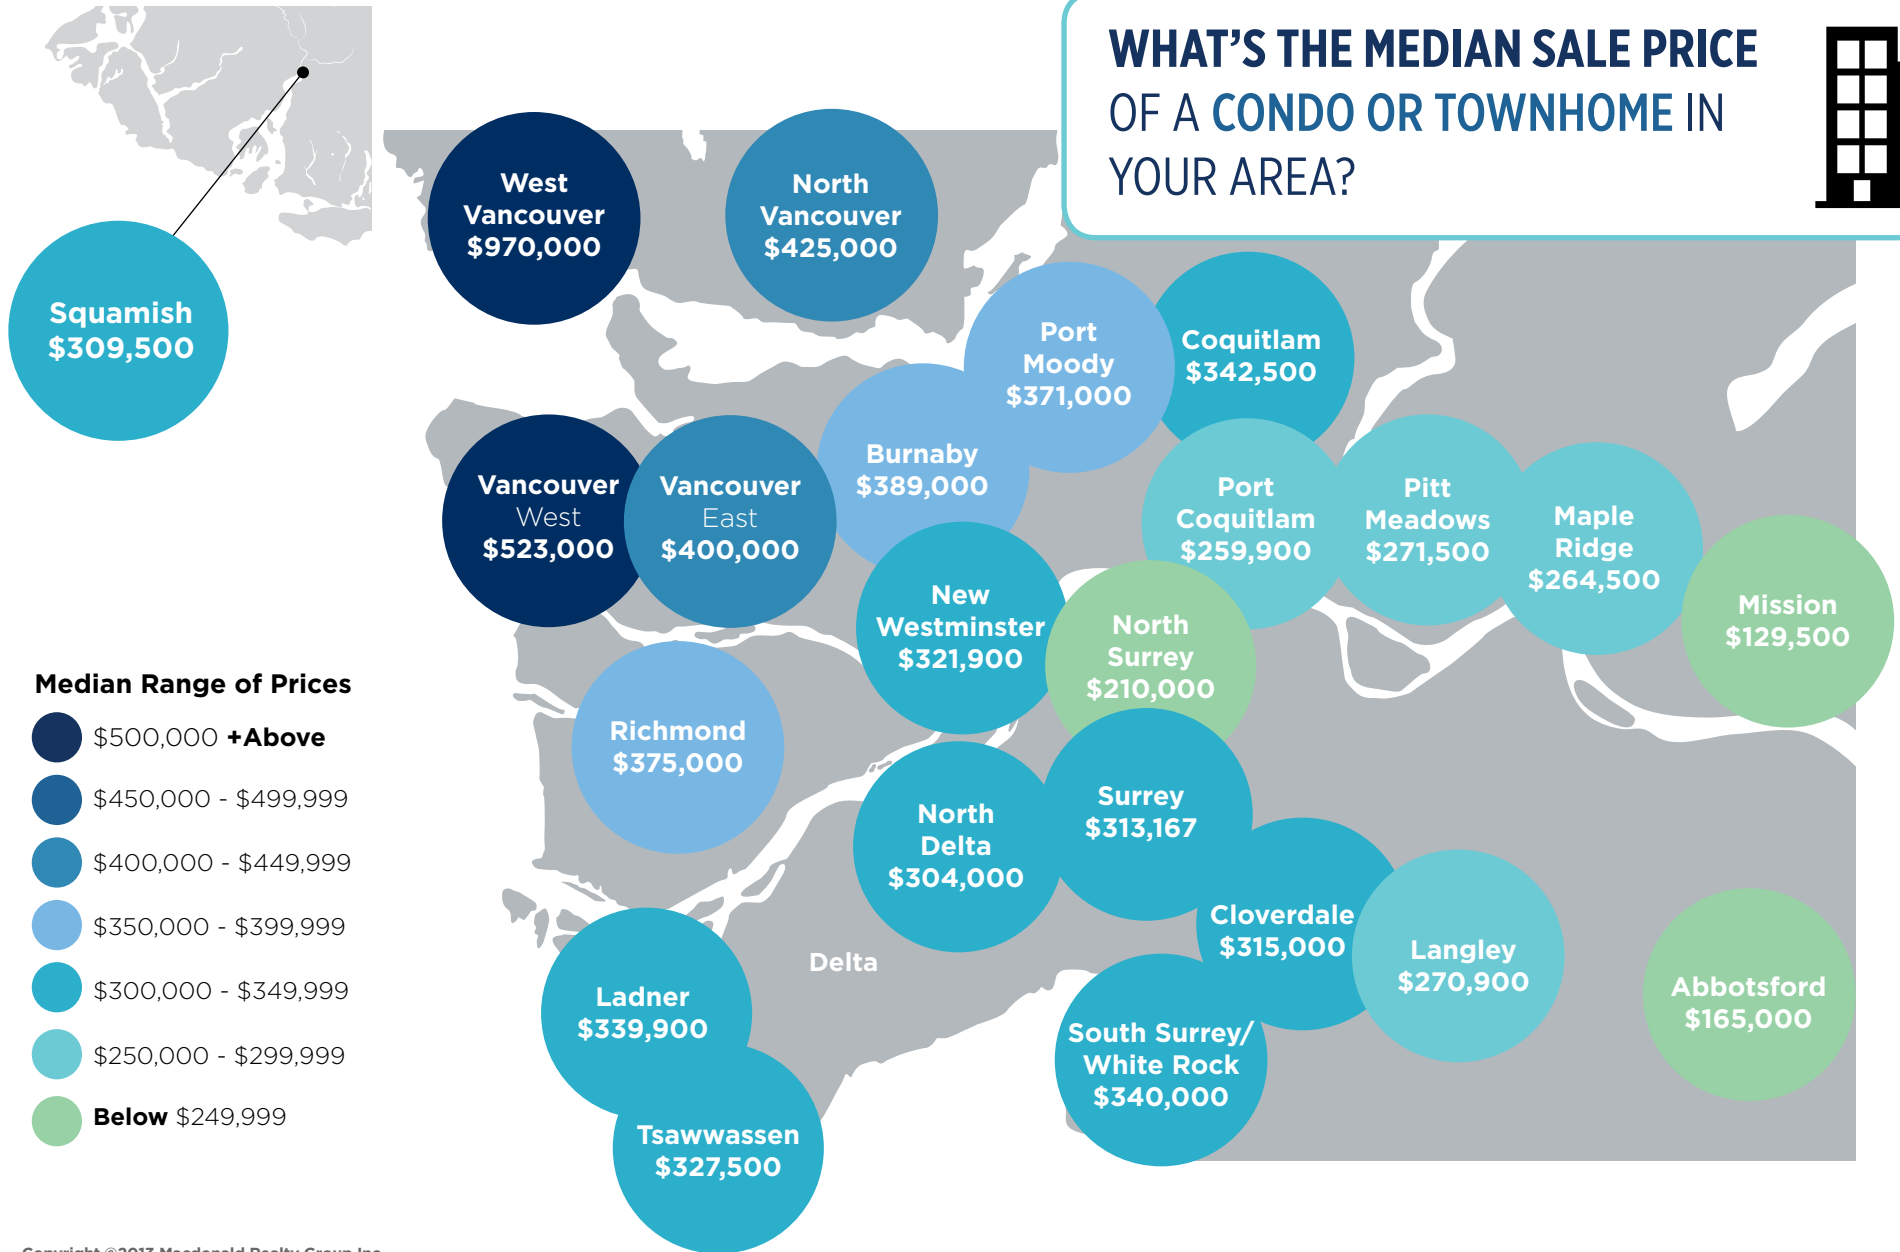 WHAT'S THE MEDIAN SALE PRICE
OF A CONDO OR TOWNHOME IN
YOUR AREA?
West
Vancouver
$970,000
North
Vancouver
$425,000
Squamish
$309,500
Port
Moody
$371,000
Coquitlam
$342,500
Burnaby
$389,000
Vancouver
West
$523,000
Vancouver
East
$400,000
Port
Coquitlam
$259,900
Pitt
Meadows
$271,500
Maple
Ridge
$264,500
Mission
$129,500
New
Westminster
$321,900
North
Surrey
$210,000
Richmond
$375,000
North
Delta
$304,000
Surrey
$313,167
Cloverdale
$315,000
Langley
$270,900
Abbotsford
$165,000
Delta
Ladner
$339,900
South Surrey/
White Rock
$340,000
Tsawwassen
$327,500
Median Range of Prices
$500,000 +Above
$450,000 - $499,999
$400,000 - $449,999
$350,000 - $399,999
$300,000 - $349,999
$250,000 - $299,999
Below $249,999
Copyright ©2013 Macdonald Realty Group Inc.